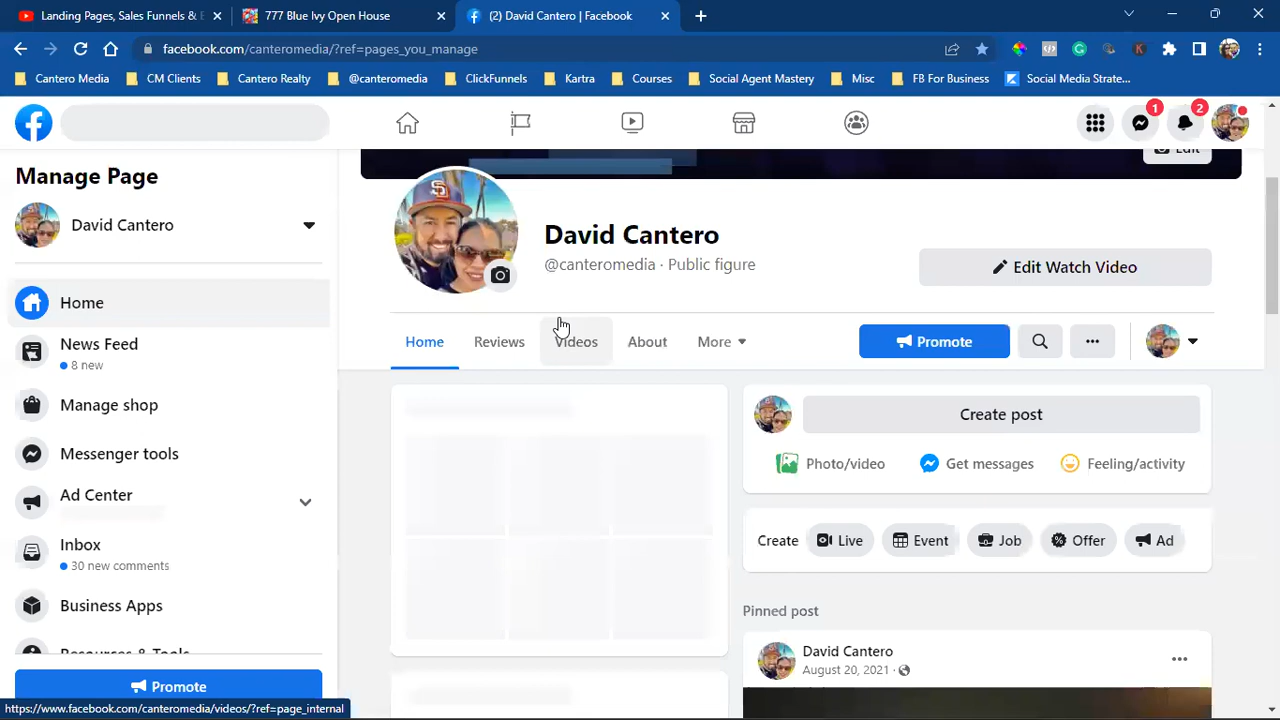 Landing Pages, Sales Funnels &
777 Blue Ivy Open House
(2) David Cantero | Facebook
facebook.com/canteromedia/?ref=pages_you_manage
Cantero Media
CM Clients
Cantero Realty
@canteromedia
ClickFunnels
Kartra
Courses
Social Agent Mastery
Misc
FB For Business
Social Media Strate...
1
2
Manage Page
David Cantero
Home
News Feed
8 new
Manage shop
Messenger tools
Ad Center
Inbox
30 new comments
Business Apps
Resources & Tools
Promote
https://www.facebook.com/canteromedia/videos/?ref=page_internal
Edit
David Cantero
@canteromedia · Public figure
Edit Watch Video
Home
Reviews
Videos
About
More
Promote
Create post
Photo/video
Get messages
Feeling/activity
Create
Live
Event
Job
Offer
Ad
Pinned post
David Cantero
August 20, 2021 ·